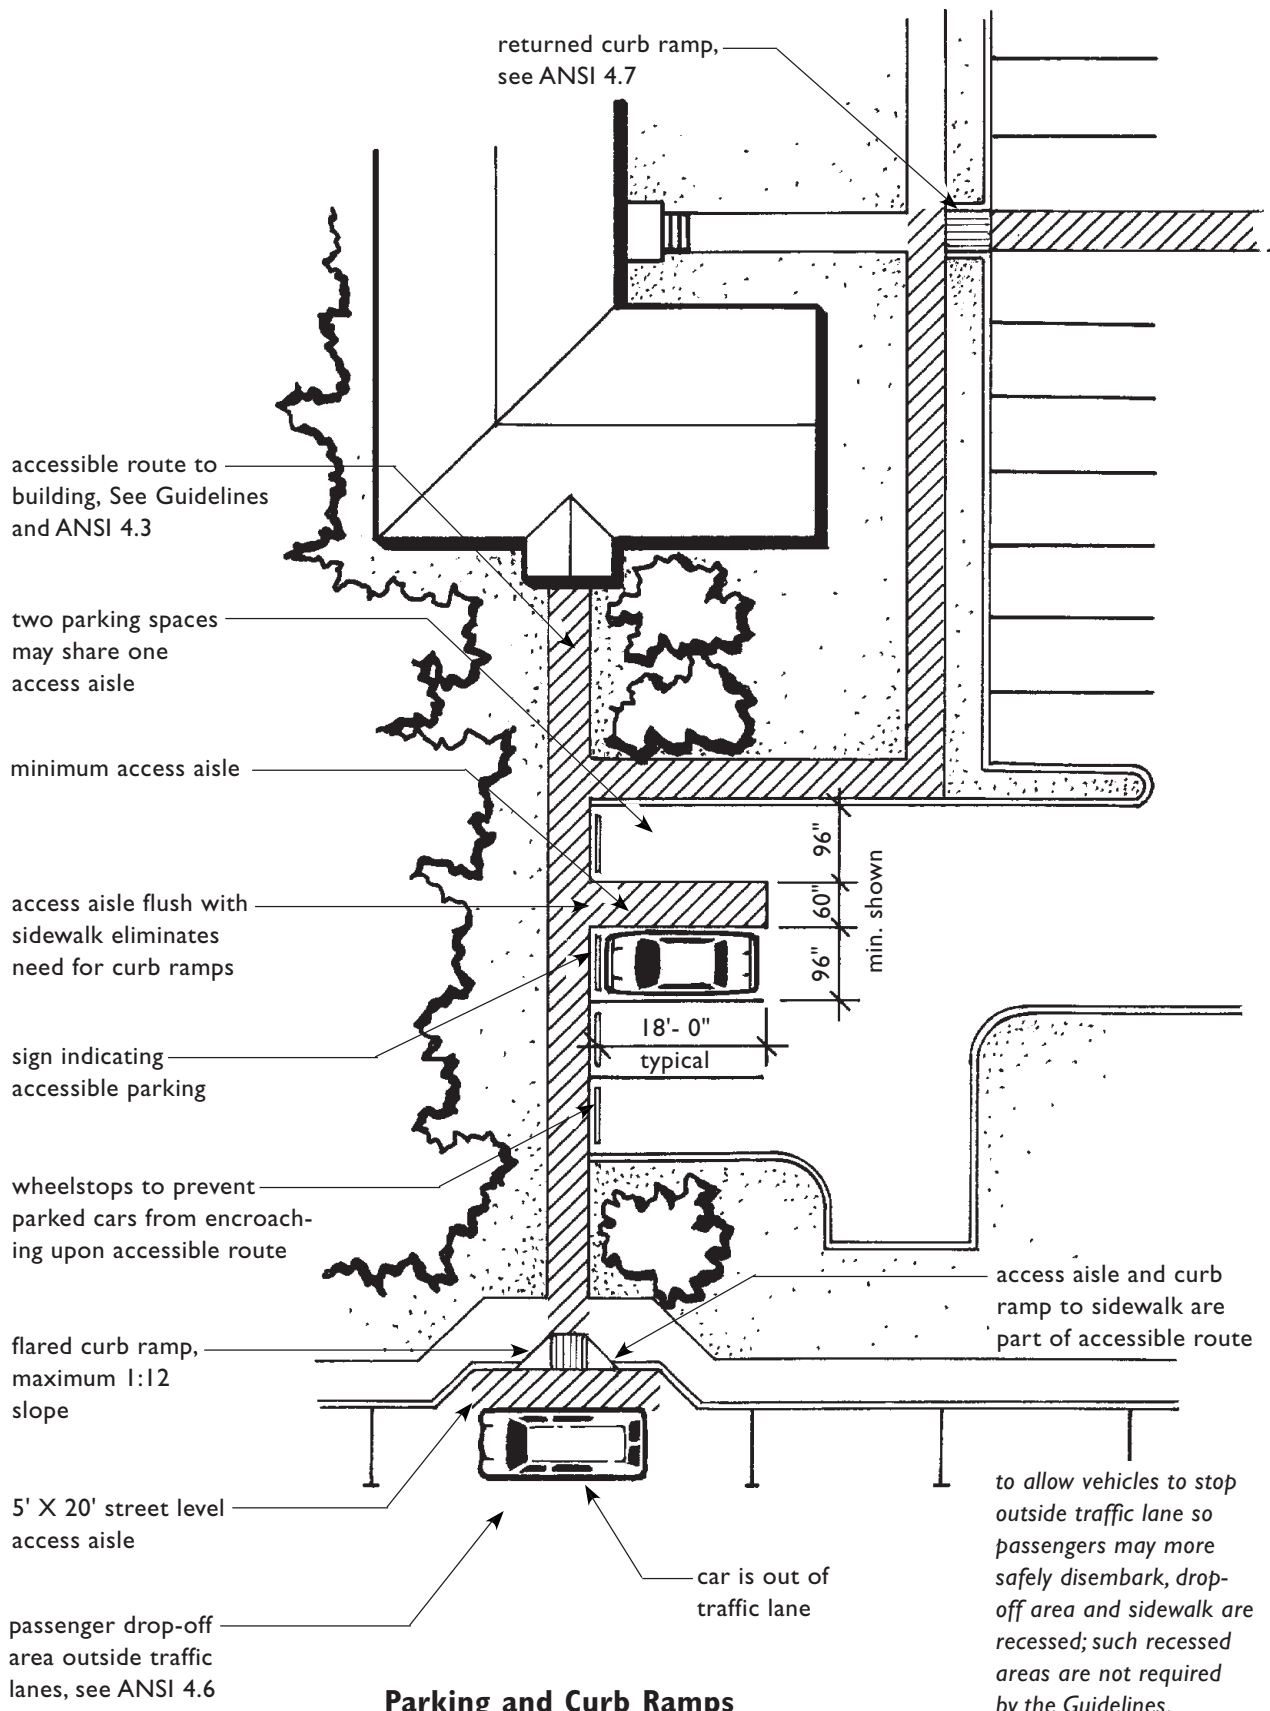 returned curb ramp,
see ANSI 4.7
accessible route to
building, See Guidelines
and ANSI 4.3
two parking spaces
may share one
access aisle
minimum access aisle
96"
60"
96"
min. shown
access aisle flush with
sidewalk eliminates
need for curb ramps
18'- 0"
typical
sign indicating
accessible parking
wheelstops to prevent
parked cars from encroach-
ing upon accessible route
access aisle and curb
ramp to sidewalk are
part of accessible route
flared curb ramp,
maximum 1:12
slope
5' X 20' street level
access aisle
car is out of
traffic lane
passenger drop-off
area outside traffic
lanes, see ANSI 4.6
to allow vehicles to stop
outside traffic lane so
passengers may more
safely disembark, drop-
off area and sidewalk are
recessed; such recessed
areas are not required
by the Guidelines.
Parking and Curb Ramps